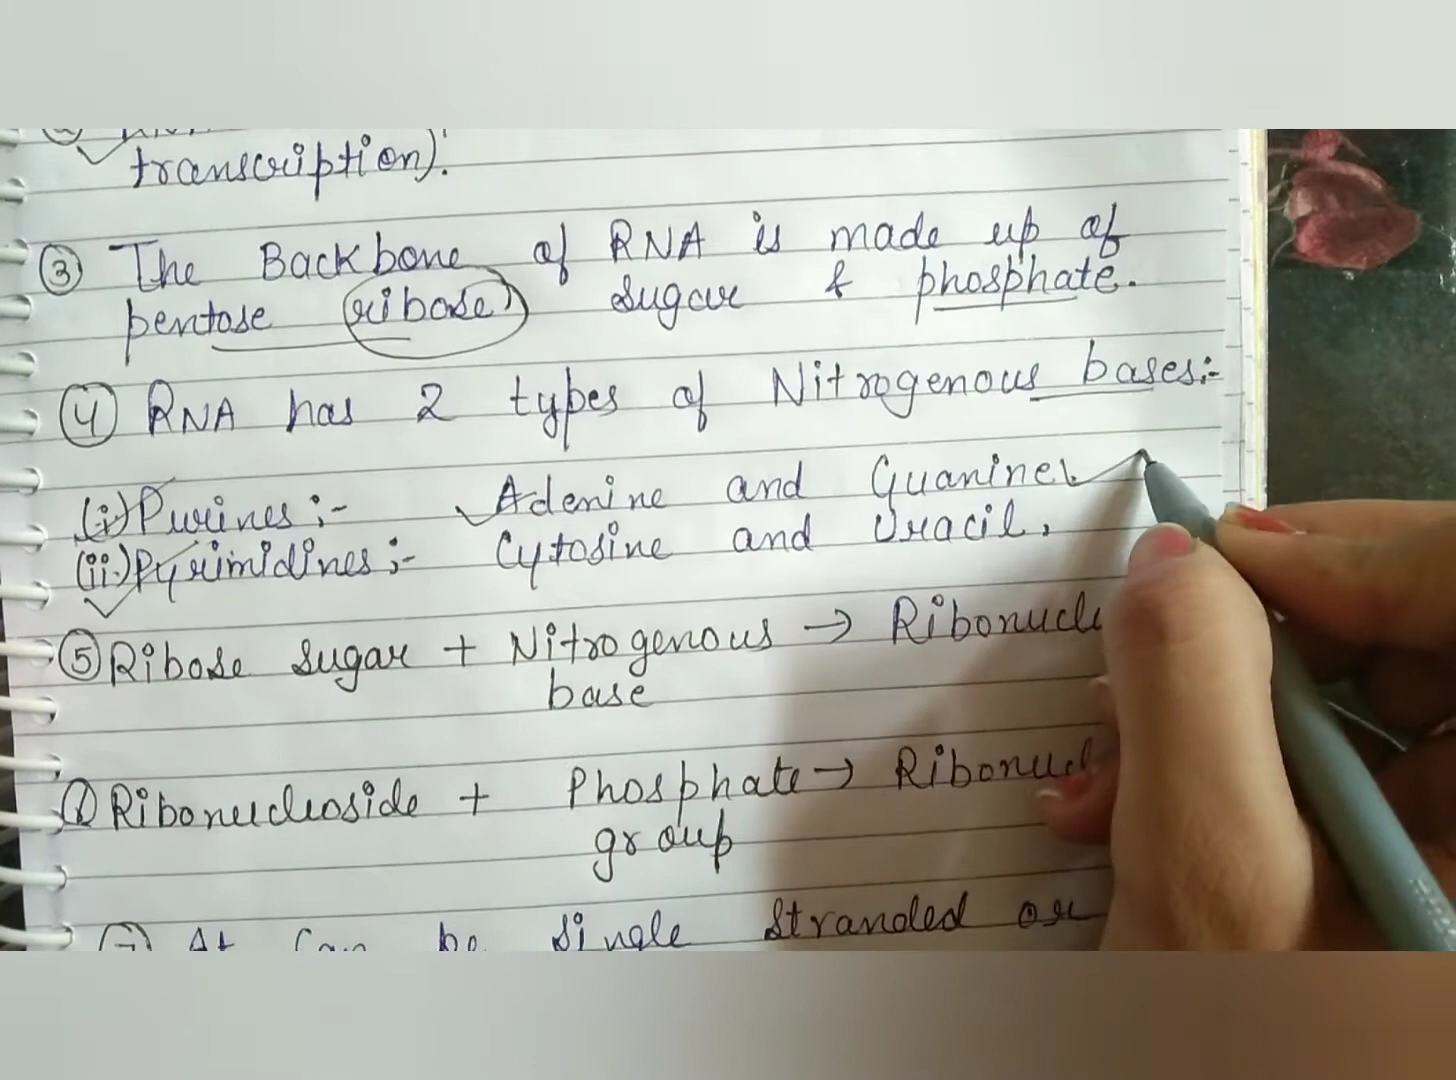 transcription).
③ The Backbone of RNA is made up of
pentose (ribose) sugar & phosphate.
④ RNA has 2 types of Nitrogenous bases:-
(i) Purines :- Adenine and Guanine.
(ii) Pyrimidines :- Cytosine and Uracil.
⑤ Ribose sugar + Nitrogenous → Ribonucle
base
Ribonucleoside + Phosphate → Ribonucl
group
can be single stranded or